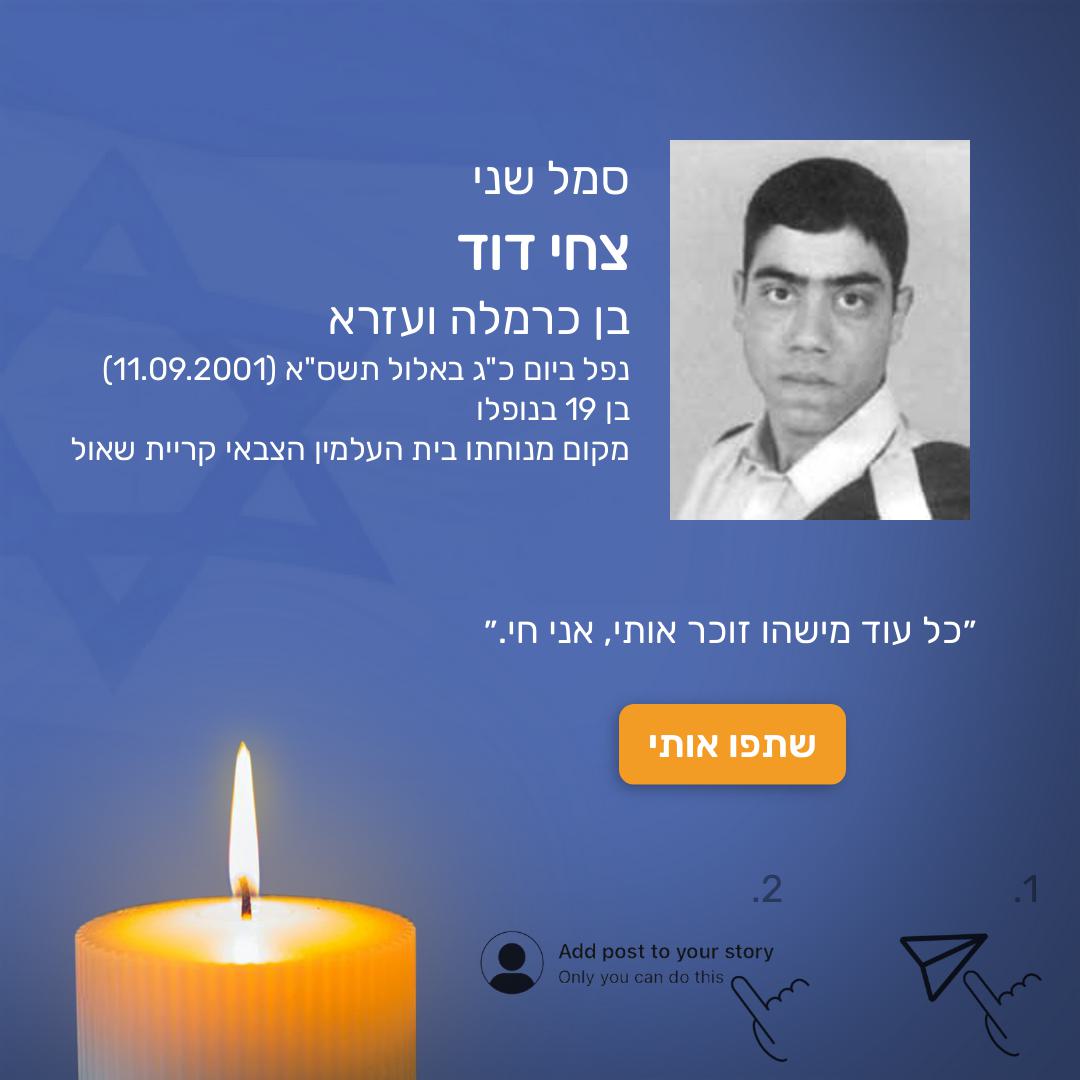 סמל שני
צחי דוד
בן כרמלה ועזרא
נפל ביום כ"ג באלול תשס"א (11.09.2001)
בן 19 בנופלו
מקום מנוחתו בית העלמין הצבאי קריית שאול
״כל עוד מישהו זוכר אותי, אני חי.״
שתפו אותי
1.
2.
Add post to your story
Only you can do this